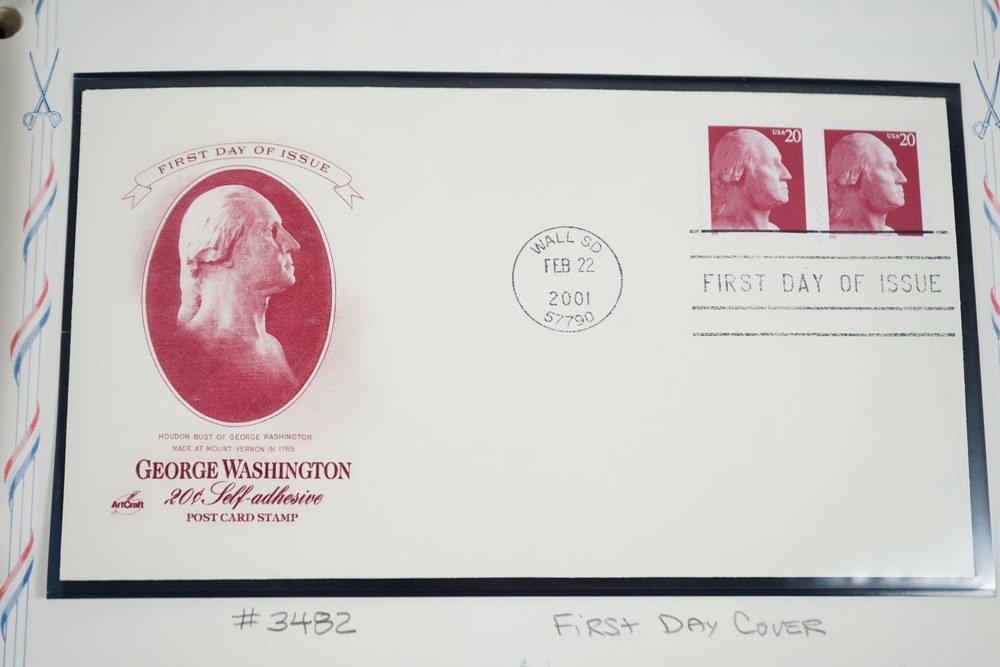 FIRST DAY OF ISSUE
HOUDON BUST OF GEORGE WASHINGTON
MADE AT MOUNT VERNON IN 1785
GEORGE WASHINGTON
20¢ Self-adhesive
POST CARD STAMP
ArtCraft
WALL SD
FEB 22
2001
57790
USA 20
USA 20
FIRST DAY OF ISSUE
#3482
FIRST DAY COVER